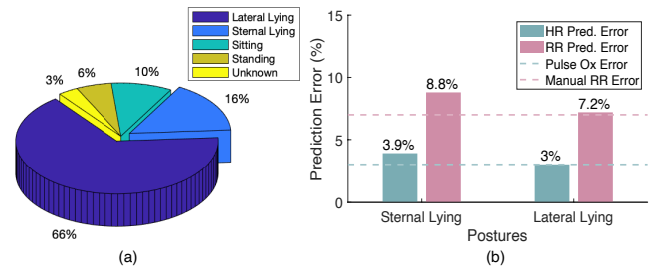 (a)
Lateral Lying
Sternal Lying
Sitting
Standing
Unknown
3%
6%
10%
16%
66%
(a)
(b)
15
10
5
0
Prediction Error (%)
HR Pred. Error
RR Pred. Error
Pulse Ox Error
Manual RR Error
3.9%
8.8%
3%
7.2%
Sternal Lying
Lateral Lying
Postures
(b)